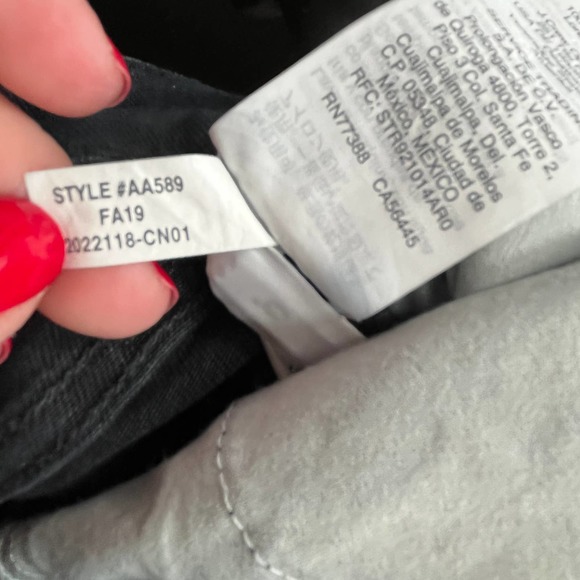 STYLE #AA589
FA19
2022118-CN01
Prolongación Vasco
de Quiroga 4800, Torre 2,
Piso 3 Col. Santa Fe
Cuajimalpa, Del.
Cuajimalpa de Morelos
C.P. 05348, Ciudad de
México, MEXICO
RFC: STR921014AR0
RN77388 CA56445